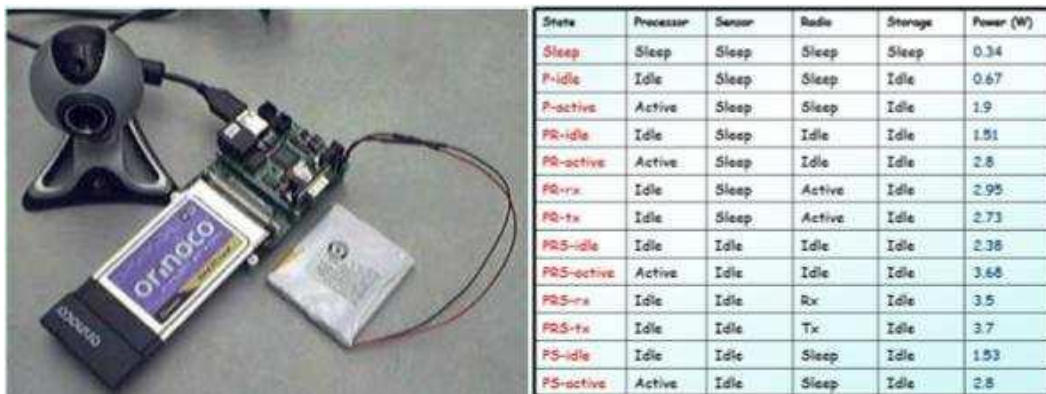 orinoco
State Processor Sensor Radio Storage Power (W)
Sleep Sleep Sleep Sleep Sleep 0.34
P-idle Idle Sleep Sleep Idle 0.67
P-active Active Sleep Sleep Idle 1.9
PR-idle Idle Sleep Idle Idle 1.51
PR-active Active Sleep Idle Idle 2.8
PR-rx Idle Sleep Active Idle 2.95
PR-tx Idle Sleep Active Idle 2.73
PRS-idle Idle Idle Idle Idle 2.38
PRS-active Active Idle Idle Idle 3.68
PRS-rx Idle Idle Rx Idle 3.5
PRS-tx Idle Idle Tx Idle 3.7
PS-idle Idle Idle Sleep Idle 1.53
PS-active Active Idle Sleep Idle 2.8